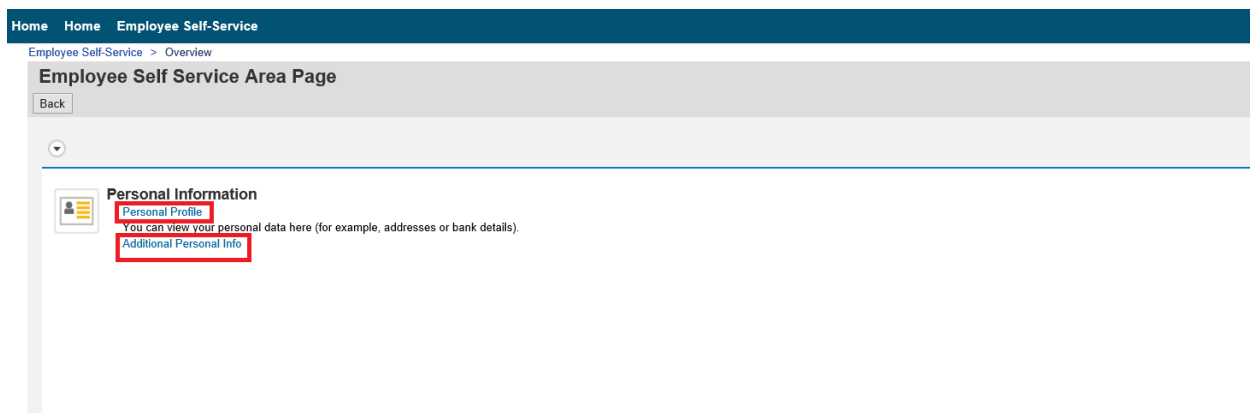 Home Home Employee Self-Service
Employee Self-Service > Overview
Employee Self Service Area Page
Back
Personal Information
Personal Profile
You can view your personal data here (for example, addresses or bank details).
Additional Personal Info